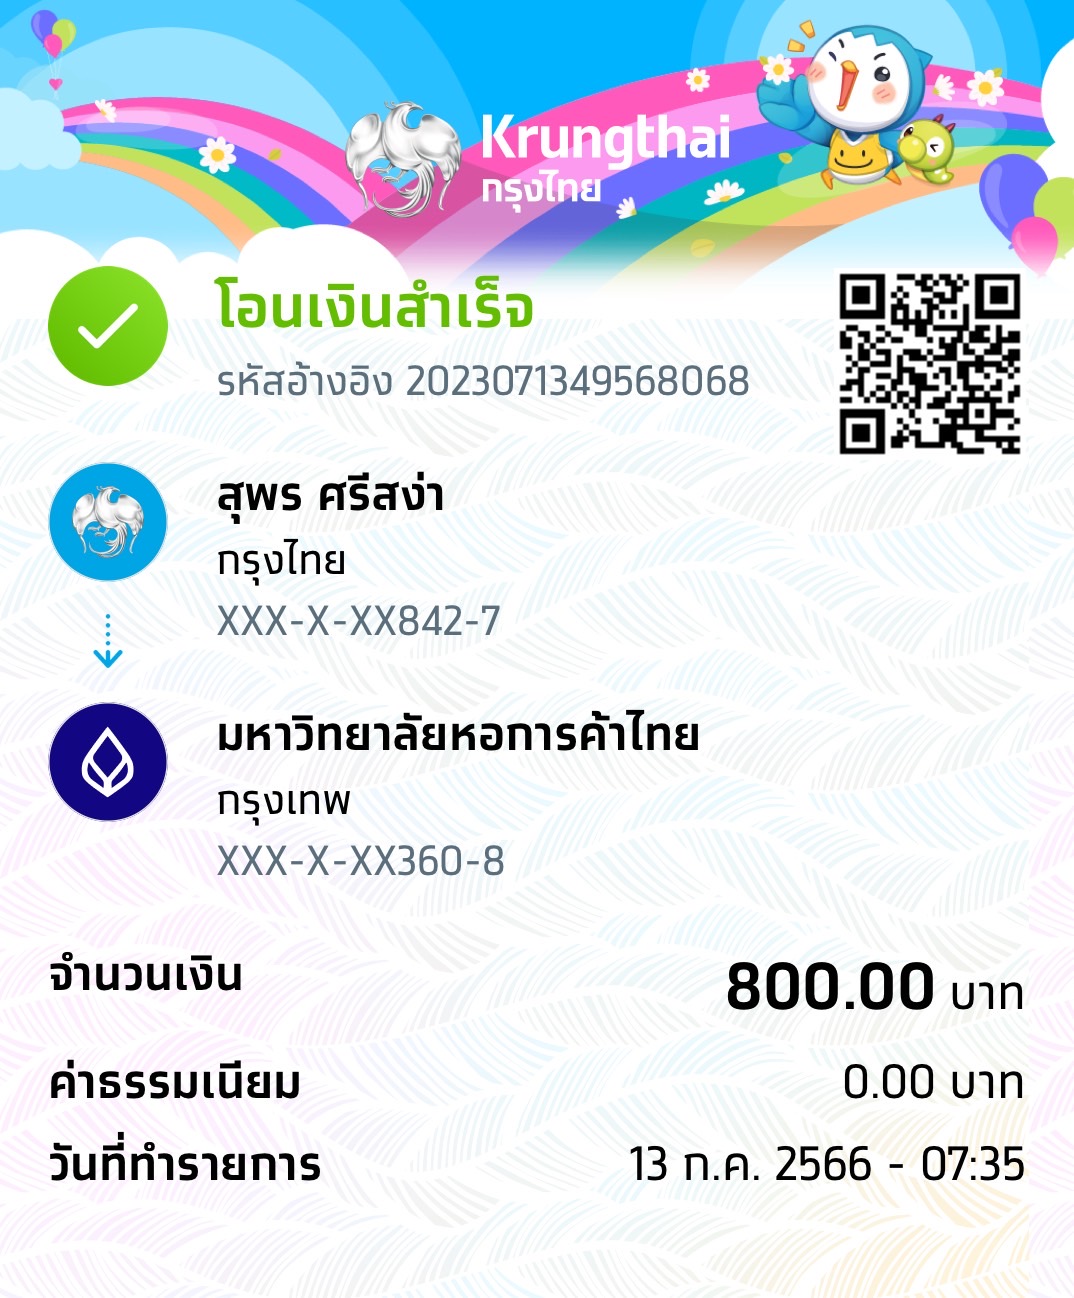 Krungthai
กรุงไทย
โอนเงินสำเร็จ
รหัสอ้างอิง 2023071349568068
สุพร ศรีสง่า
กรุงไทย
XXX-X-XX842-7
มหาวิทยาลัยหอการค้าไทย
กรุงเทพ
XXX-X-XX360-8
จำนวนเงิน 800.00 บาท
ค่าธรรมเนียม 0.00 บาท
วันที่ทำรายการ 13 ก.ค. 2566 - 07:35